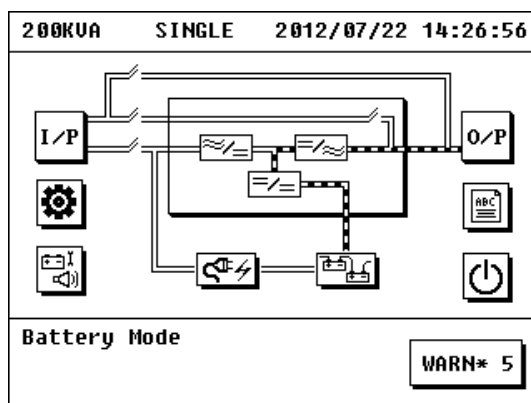 200KVA SINGLE 2012/07/22 14:26:56
I/P
O/P
ABC
Battery Mode
WARN* 5